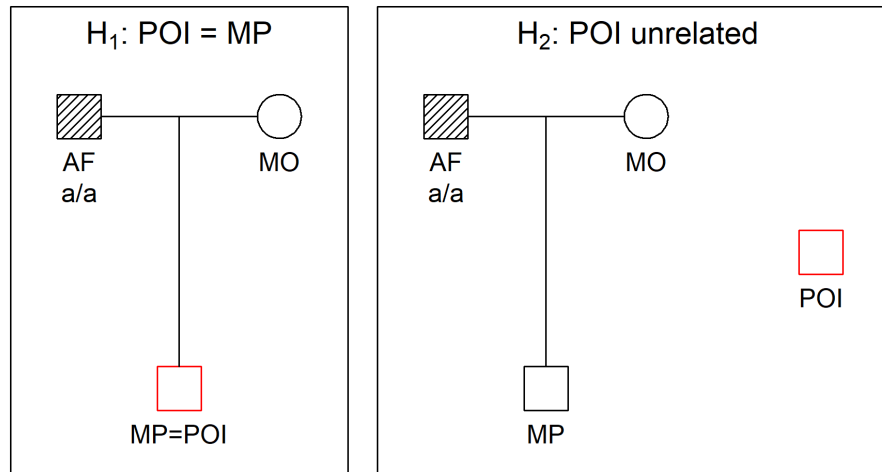 H₁: POI = MP
AF
a/a
MO
MP=POI
H₂: POI unrelated
AF
a/a
MO
POI
MP